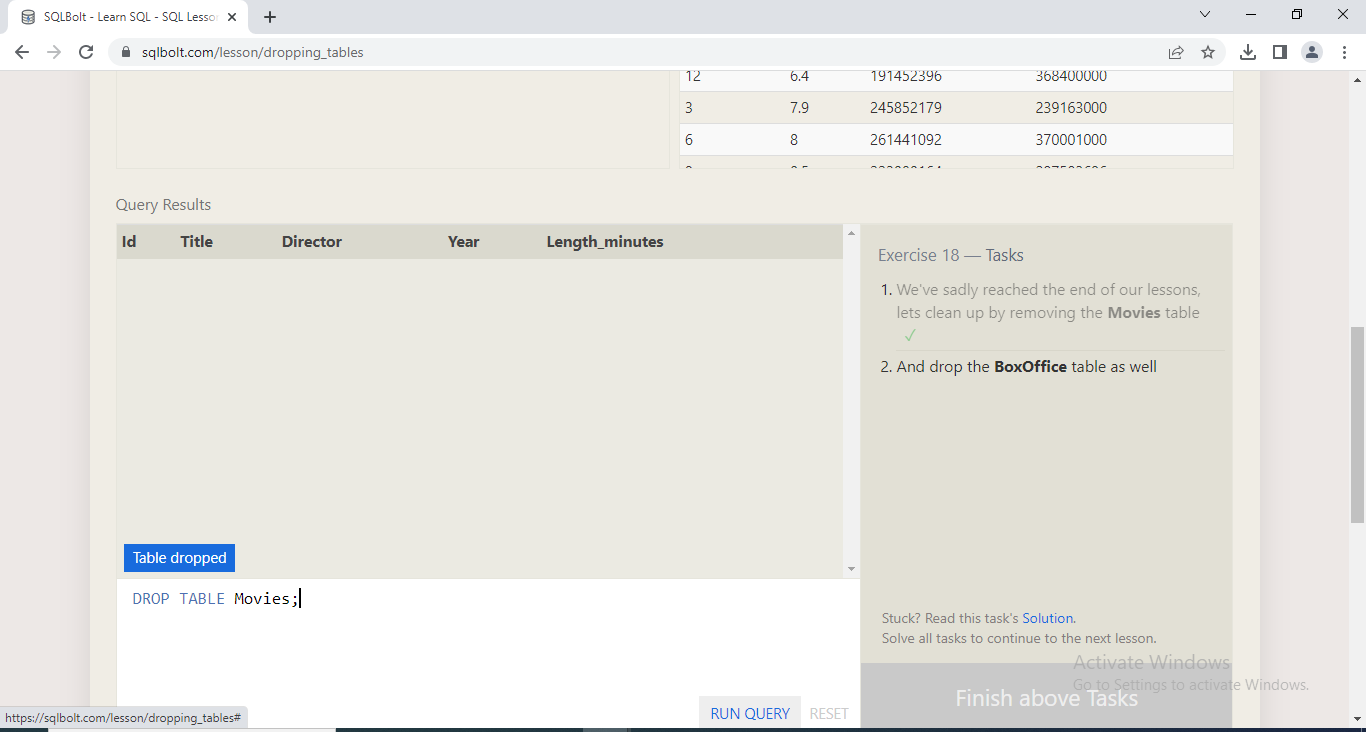 SQLBolt - Learn SQL - SQL Lesson
sqlbolt.com/lesson/dropping_tables
12 6.4 191452396 368400000
3 7.9 245852179 239163000
6 8 261441092 370001000
Query Results
Id Title Director Year Length_minutes
Table dropped
DROP TABLE Movies;
RUN QUERY RESET
Exercise 18 — Tasks
1. We've sadly reached the end of our lessons,
lets clean up by removing the Movies table
✓
2. And drop the BoxOffice table as well
Stuck? Read this task's Solution.
Solve all tasks to continue to the next lesson.
Finish above Tasks
Activate Windows
Go to Settings to activate Windows.
https://sqlbolt.com/lesson/dropping_tables#